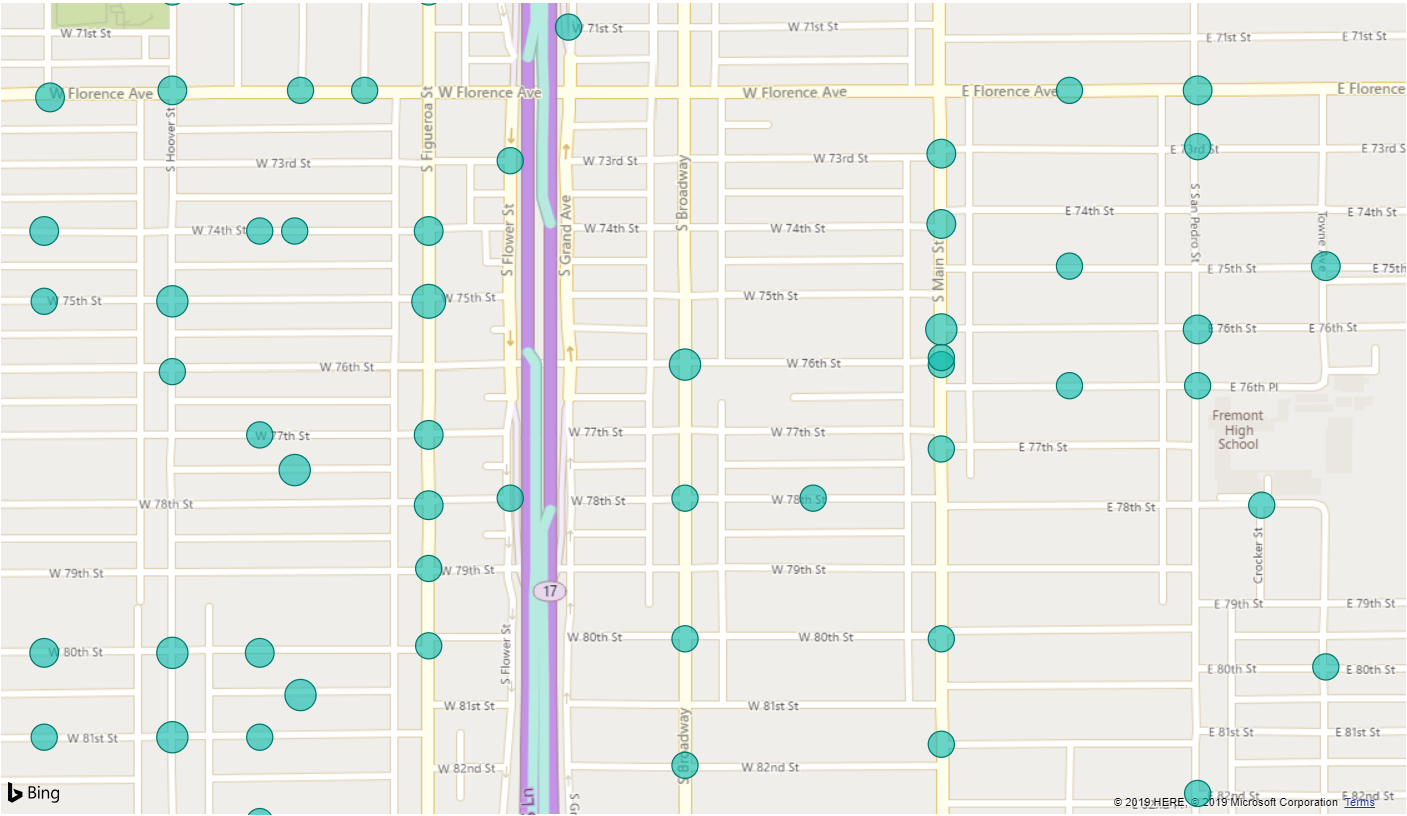 W 71st St
W 71st St
W 71st St
E 71st St
E 71st St
W Florence Ave
W Florence Ave
W Florence Ave
E Florence Ave
E Florence
S Hoover St
S Figueroa St
W 73rd St
W 73rd St
W 73rd St
E 73rd St
E 73rd S
S Broadway
S San Pedro St
W 74th St
W 74th St
W 74th St
E 74th St
E 74th St
S Flower St
S Grand Ave
S Main St
Towne Ave
E 75th St
E 75th
W 75th St
W 75th St
W 75th St
E 76th St
E 76th St
W 76th St
W 76th St
E 76th Pl
Fremont
High
School
W 77th St
W 77th St
W 77th St
E 77th St
W 78th St
W 78th St
W 78th St
E 78th St
Crocker St
W 79th St
W 79th St
W 79th St
17
E 79th St
E 79th St
S Flower St
W 80th St
W 80th St
W 80th St
E 80th St
E 80th St
W 81st St
W 81st St
W 81st St
E 81st St
E 81st St
S Broadway
W 82nd St
W 82nd St
E 82nd St
E 82nd St
Bing
© 2019 HERE, © 2019 Microsoft Corporation Terms